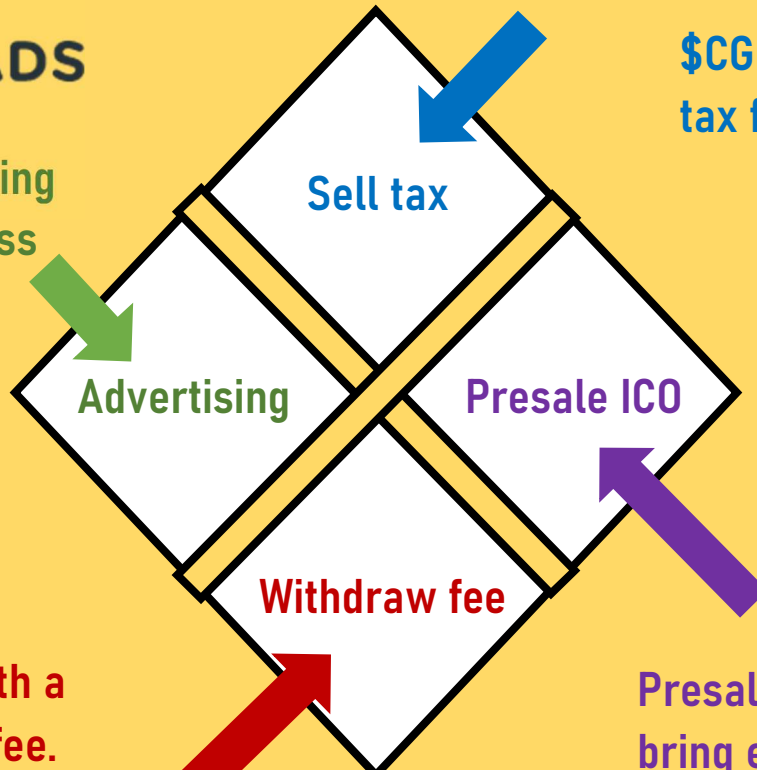 ADS
$CG
tax f
ing
ss
Sell tax
Advertising
Presale ICO
Withdraw fee
th a
fee.
Presal
bring e